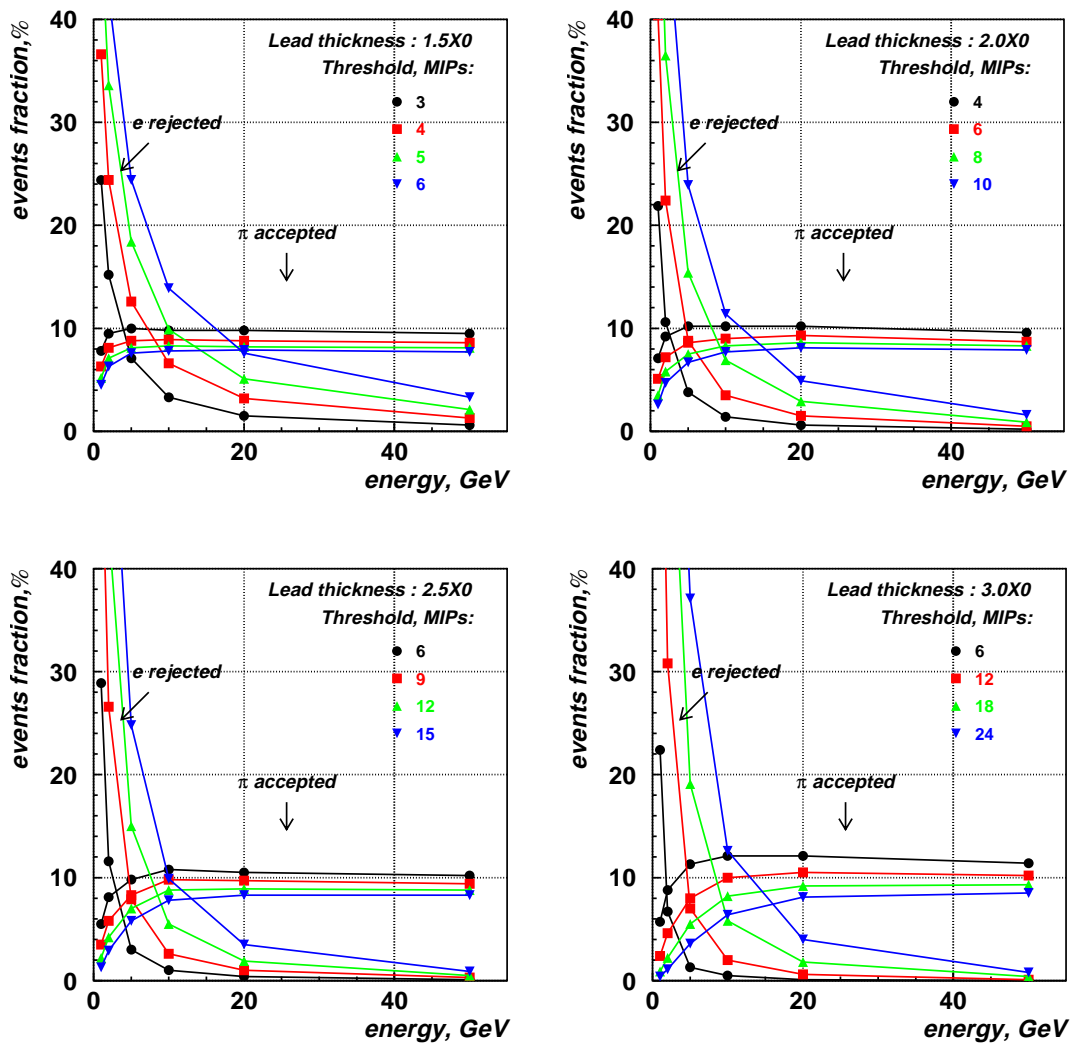 events fraction,%
40
30
20
10
0
Lead thickness : 1.5X0
Threshold, MIPs:
3
4
5
6
e rejected
π accepted
0
20
40
energy, GeV
events fraction,%
40
30
20
10
0
Lead thickness : 2.0X0
Threshold, MIPs:
4
6
8
10
e rejected
π accepted
0
20
40
energy, GeV
events fraction,%
40
30
20
10
0
Lead thickness : 2.5X0
Threshold, MIPs:
6
9
12
15
e rejected
π accepted
0
20
40
energy, GeV
events fraction,%
40
30
20
10
0
Lead thickness : 3.0X0
Threshold, MIPs:
6
12
18
24
e rejected
π accepted
0
20
40
energy, GeV